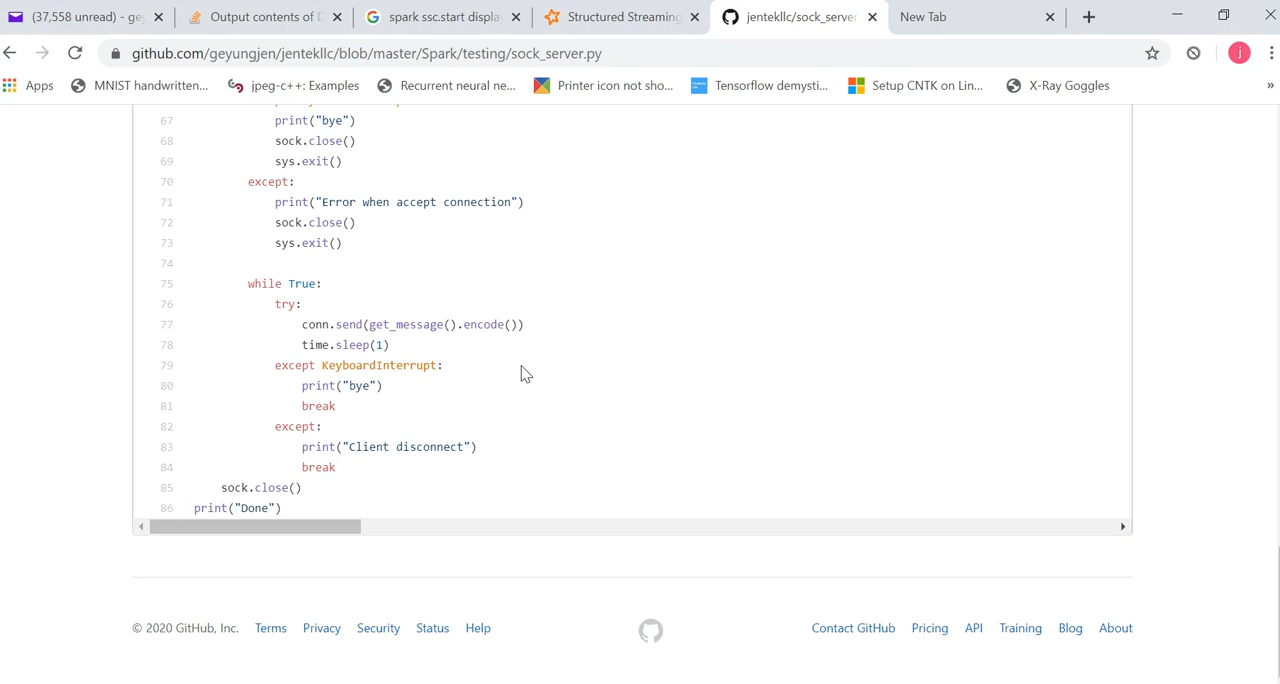 (37,558 unread) - ge
Output contents of D
spark ssc.start displa
Structured Streaming
jentekllc/sock_server
New Tab
github.com/geyungjen/jentekllc/blob/master/Spark/testing/sock_server.py
j
Apps
MNIST handwritten...
jpeg-c++: Examples
Recurrent neural ne...
Printer icon not sho...
Tensorflow demysti...
Setup CNTK on Lin...
X-Ray Goggles
»
67 print("bye")
68 sock.close()
69 sys.exit()
70 except:
71 print("Error when accept connection")
72 sock.close()
73 sys.exit()
74
75 while True:
76 try:
77 conn.send(get_message().encode())
78 time.sleep(1)
79 except KeyboardInterrupt:
80 print("bye")
81 break
82 except:
83 print("Client disconnect")
84 break
85 sock.close()
86 print("Done")
© 2020 GitHub, Inc. Terms Privacy Security Status Help
Contact GitHub Pricing API Training Blog About